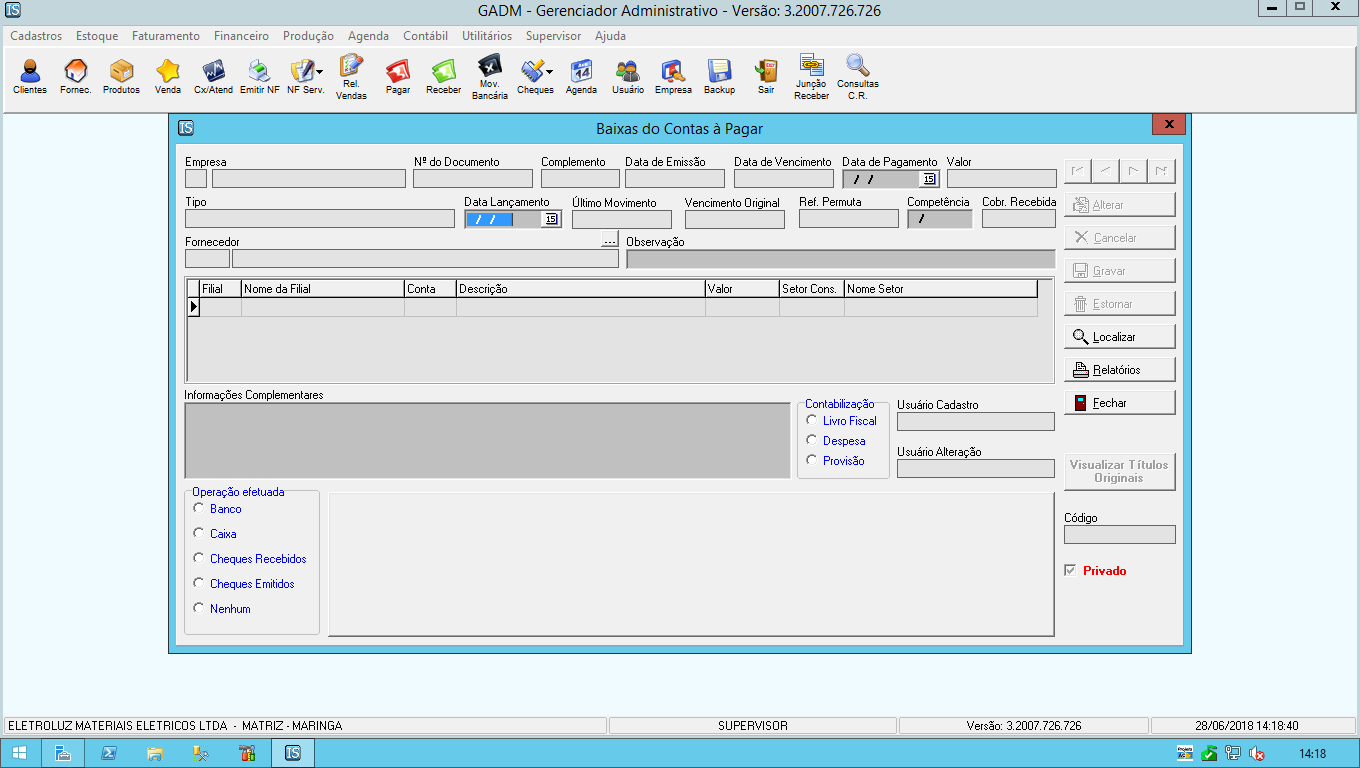 IS GADM - Gerenciador Administrativo - Versão: 3.2007.726.726
Cadastros Estoque Faturamento Financeiro Produção Agenda Contábil Utilitários Supervisor Ajuda
Clientes Fornec. Produtos Venda Cx/Atend Emitir NF NF Serv. Rel. Vendas Pagar Receber Mov. Bancária Cheques Agenda Usuário Empresa Backup Sair Junção Receber Consultas C.R.
IS Baixas do Contas à Pagar x
Empresa Nº do Documento Complemento Data de Emissão Data de Vencimento Data de Pagamento Valor
/ / 15
Tipo Data Lançamento Último Movimento Vencimento Original Ref. Permuta Competência Cobr. Recebida
/ / 15 /
Fornecedor ... Observação
Filial Nome da Filial Conta Descrição Valor Setor Cons. Nome Setor
Alterar
Cancelar
Gravar
Estornar
Localizar
Relatórios
Fechar
Informações Complementares
Contabilização
Livro Fiscal
Despesa
Provisão
Usuário Cadastro
Usuário Alteração
Visualizar Títulos
Originais
Operação efetuada
Banco
Caixa
Cheques Recebidos
Cheques Emitidos
Nenhum
Código
Privado
ELETROLUZ MATERIAIS ELETRICOS LTDA - MATRIZ - MARINGA SUPERVISOR Versão: 3.2007.726.726 28/06/2018 14:18:40
IS 14:18